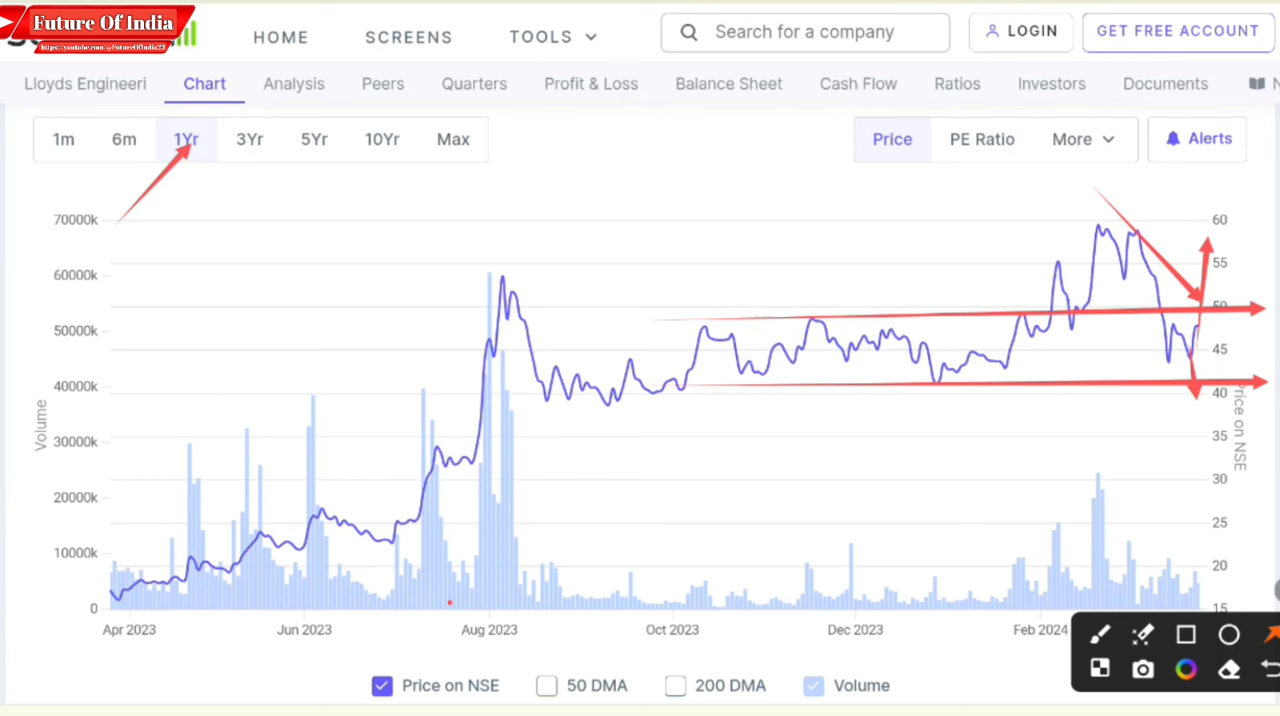 Future Of India
https://youtube.com/@FutureOfIndia23
HOME
SCREENS
TOOLS
Search for a company
LOGIN
GET FREE ACCOUNT
Lloyds Engineeri
Chart
Analysis
Peers
Quarters
Profit & Loss
Balance Sheet
Cash Flow
Ratios
Investors
Documents
N
1m
6m
1Yr
3Yr
5Yr
10Yr
Max
Price
PE Ratio
More
Alerts
70000k
60000k
50000k
40000k
30000k
20000k
10000k
0
Volume
60
55
50
45
40
35
30
25
20
15
Price on NSE
Apr 2023
Jun 2023
Aug 2023
Oct 2023
Dec 2023
Feb 2024
Price on NSE
50 DMA
200 DMA
Volume